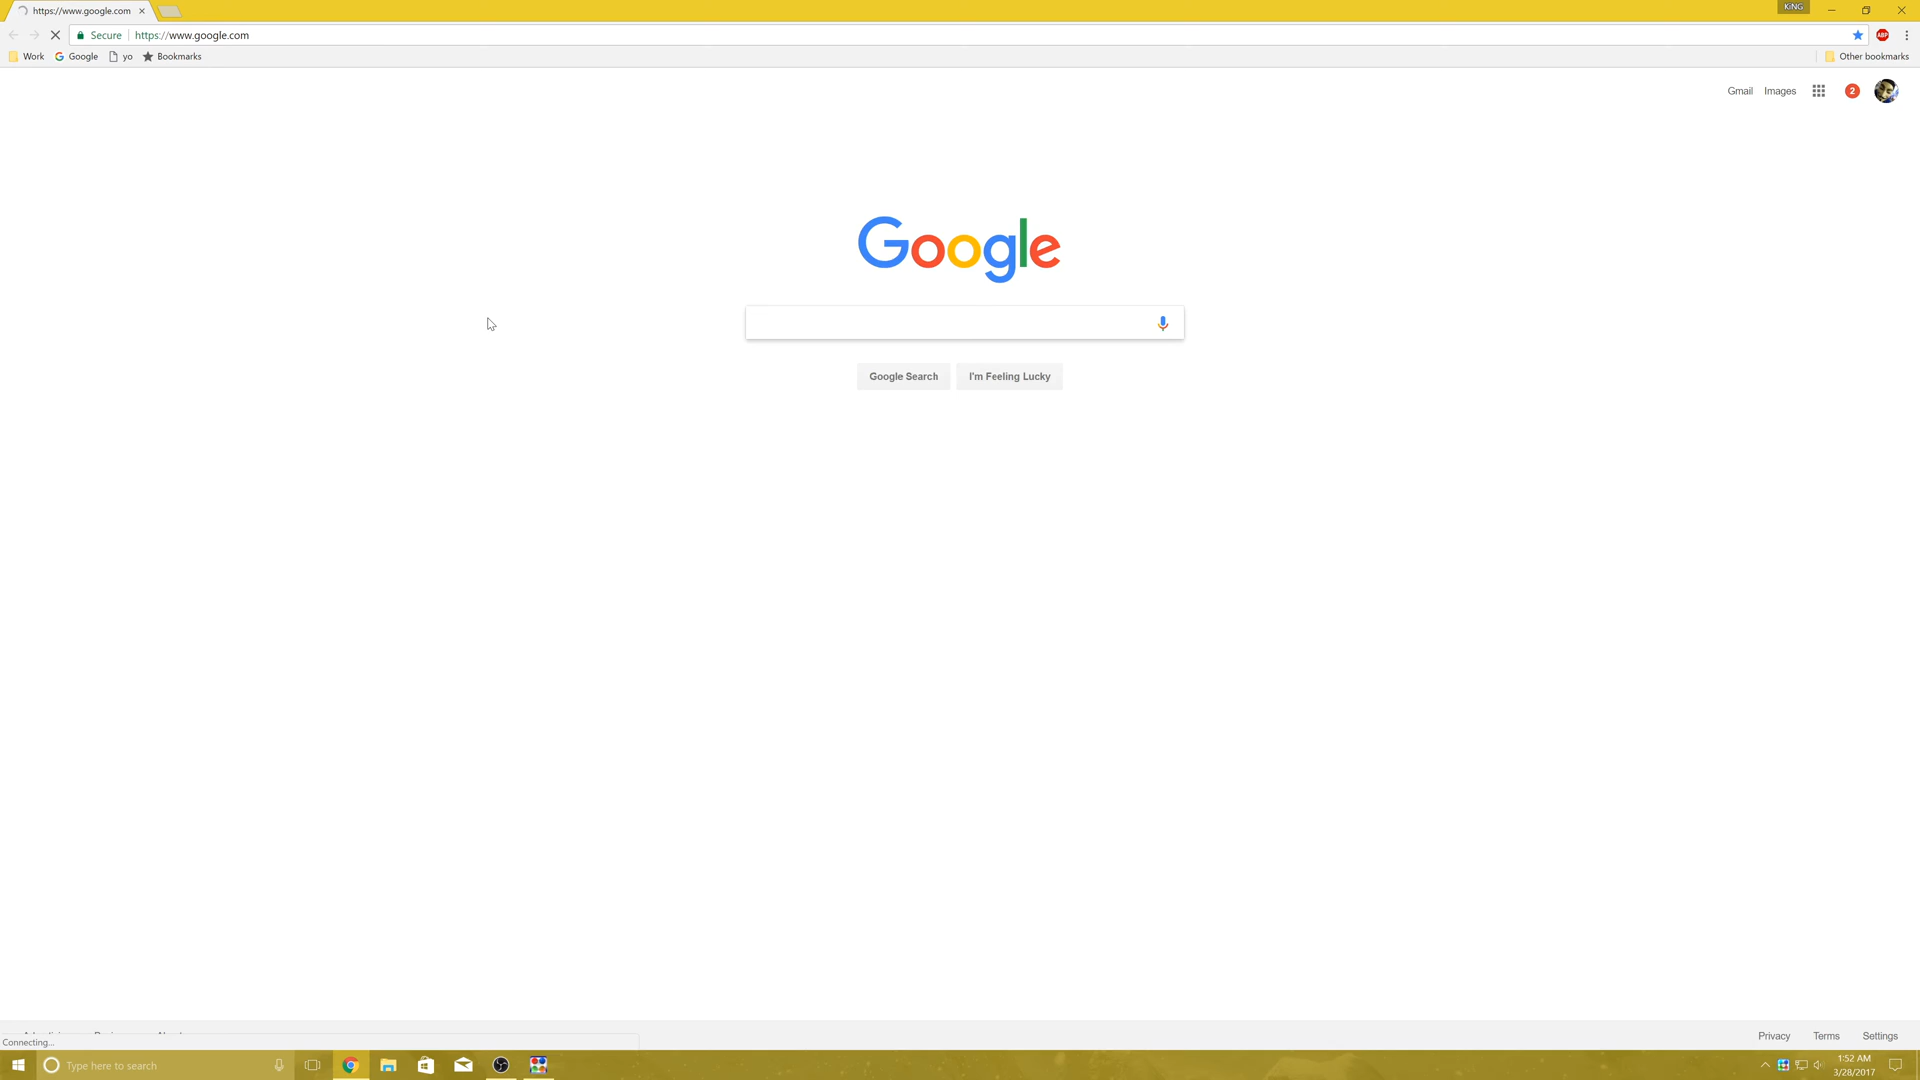 https://www.google.com
KiNG
Secure
https://www.google.com
ABP
Work
Google
yo
Bookmarks
Other bookmarks
Gmail
Images
2
Google
Google Search
I'm Feeling Lucky
Connecting...
Privacy
Terms
Settings
Type here to search
1:52 AM
3/28/2017